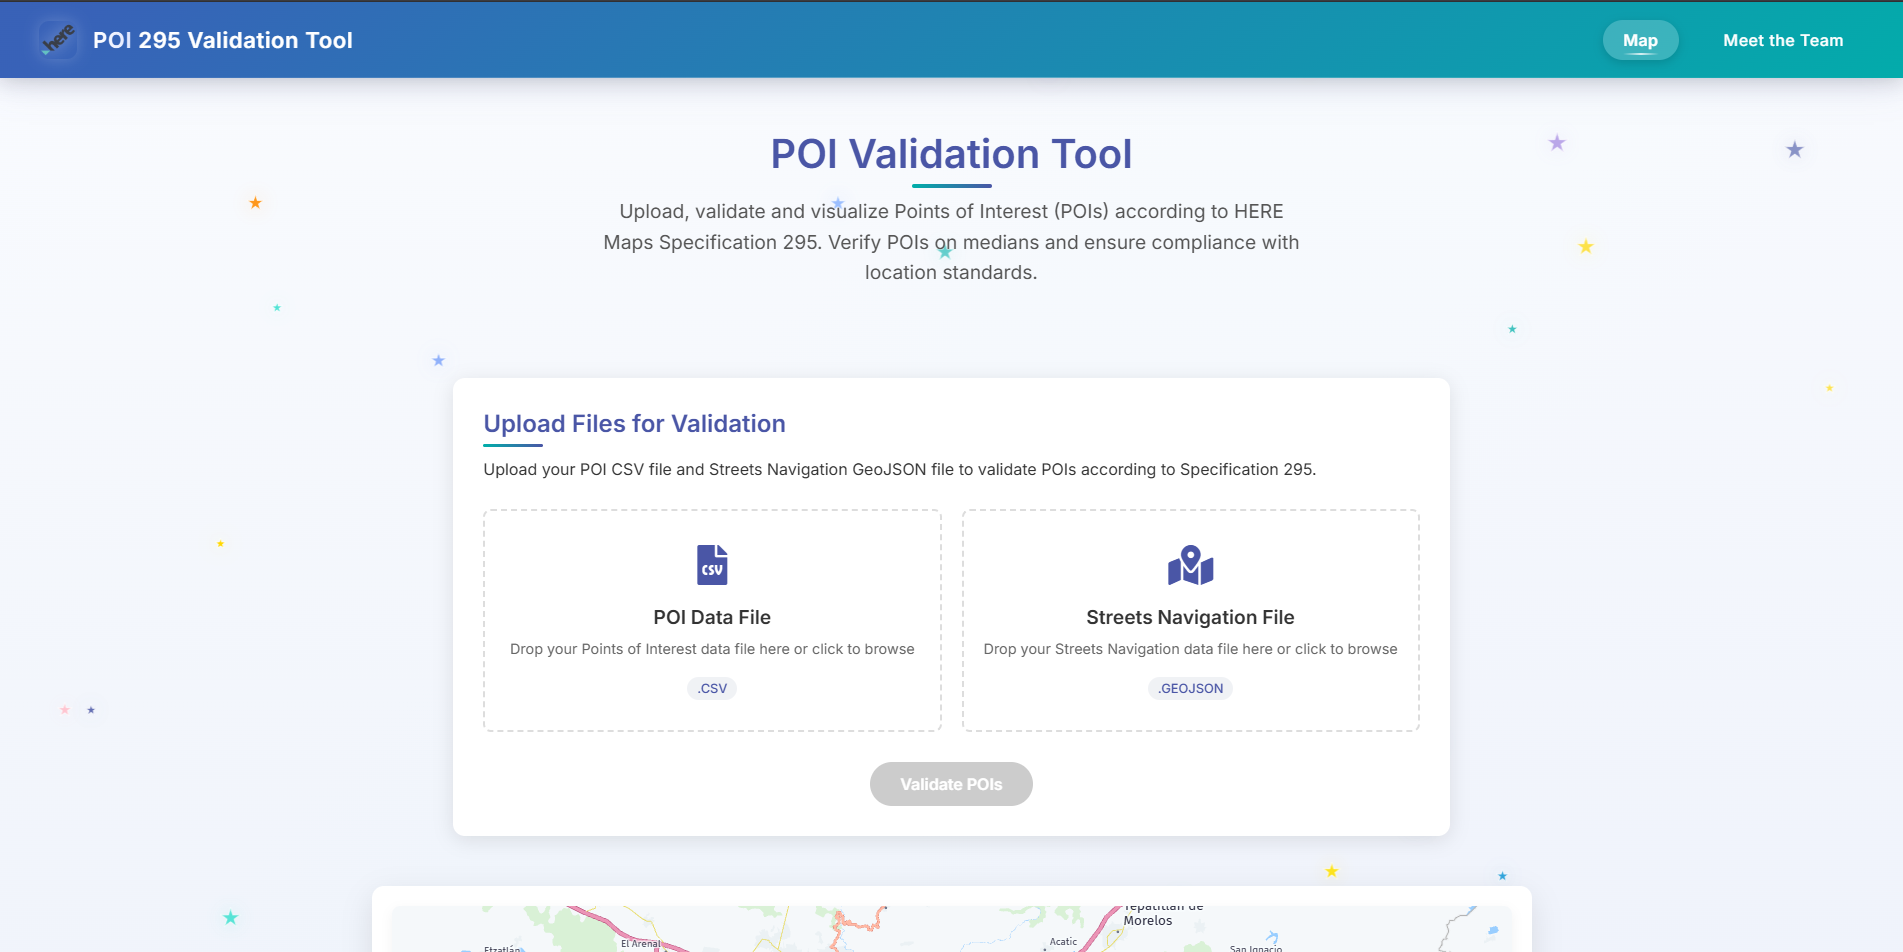 here
POI 295 Validation Tool
Map
Meet the Team
POI Validation Tool
Upload, validate and visualize Points of Interest (POIs) according to HERE
Maps Specification 295. Verify POIs on medians and ensure compliance with
location standards.
Upload Files for Validation
Upload your POI CSV file and Streets Navigation GeoJSON file to validate POIs according to Specification 295.
CSV
POI Data File
Drop your Points of Interest data file here or click to browse
.CSV
Streets Navigation File
Drop your Streets Navigation data file here or click to browse
.GEOJSON
Validate POIs
Tepatitlán de
Morelos
El Arenal
Acatic
Etzatlán
San Ignacio